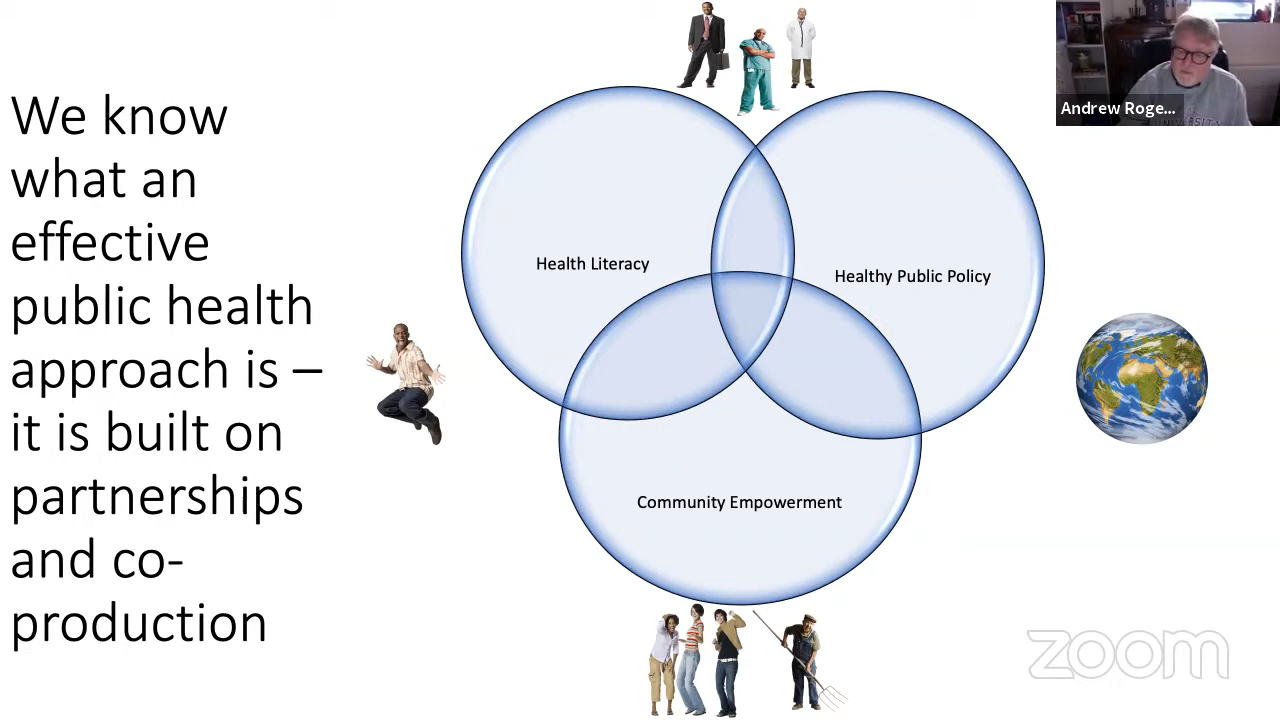 We know
what an
effective
public health
approach is –
it is built on
partnerships
and co-
production
Health Literacy
Healthy Public Policy
Community Empowerment
Andrew Roge...
zoom